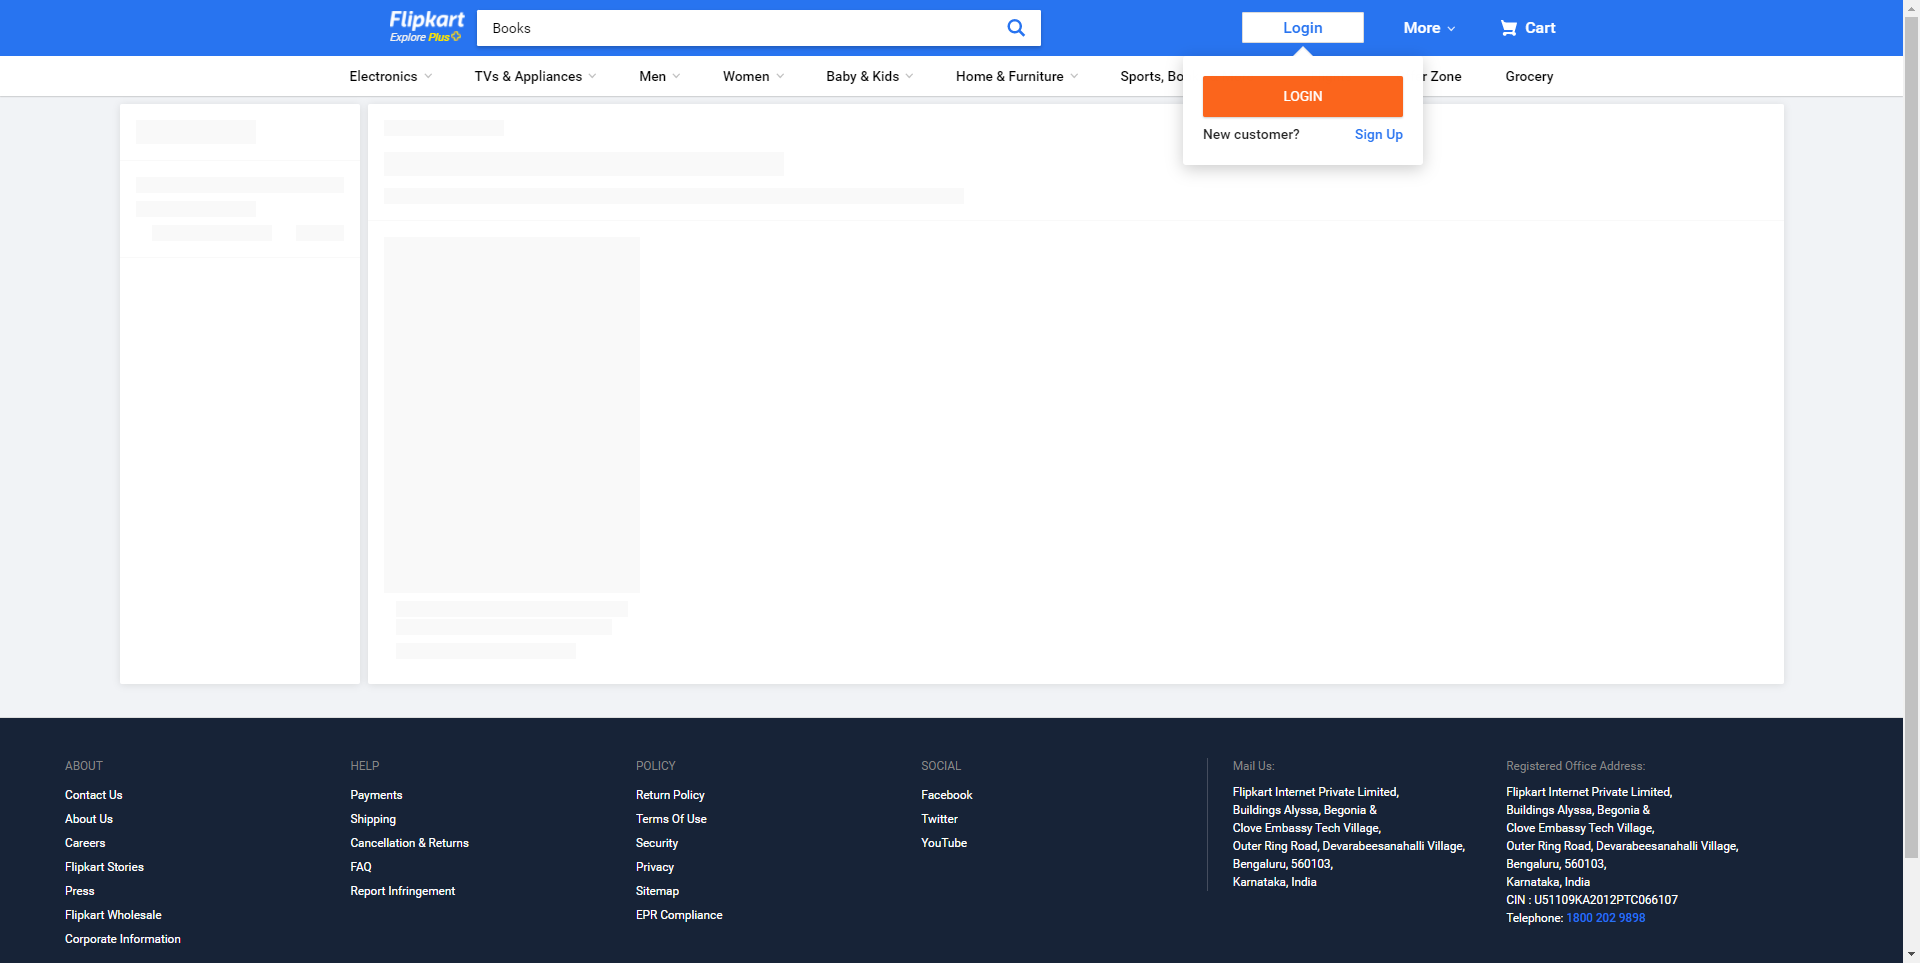 Flipkart
Explore Plus
Books
Login
More
Cart
Electronics
TVs & Appliances
Men
Women
Baby & Kids
Home & Furniture
Sports, Bo
r Zone
Grocery
LOGIN
New customer?
Sign Up
ABOUT
Contact Us
About Us
Careers
Flipkart Stories
Press
Flipkart Wholesale
Corporate Information
HELP
Payments
Shipping
Cancellation & Returns
FAQ
Report Infringement
POLICY
Return Policy
Terms Of Use
Security
Privacy
Sitemap
EPR Compliance
SOCIAL
Facebook
Twitter
YouTube
Mail Us:
Flipkart Internet Private Limited,
Buildings Alyssa, Begonia &
Clove Embassy Tech Village,
Outer Ring Road, Devarabeesanahalli Village,
Bengaluru, 560103,
Karnataka, India
Registered Office Address:
Flipkart Internet Private Limited,
Buildings Alyssa, Begonia &
Clove Embassy Tech Village,
Outer Ring Road, Devarabeesanahalli Village,
Bengaluru, 560103,
Karnataka, India
CIN : U51109KA2012PTC066107
Telephone: 1800 202 9898